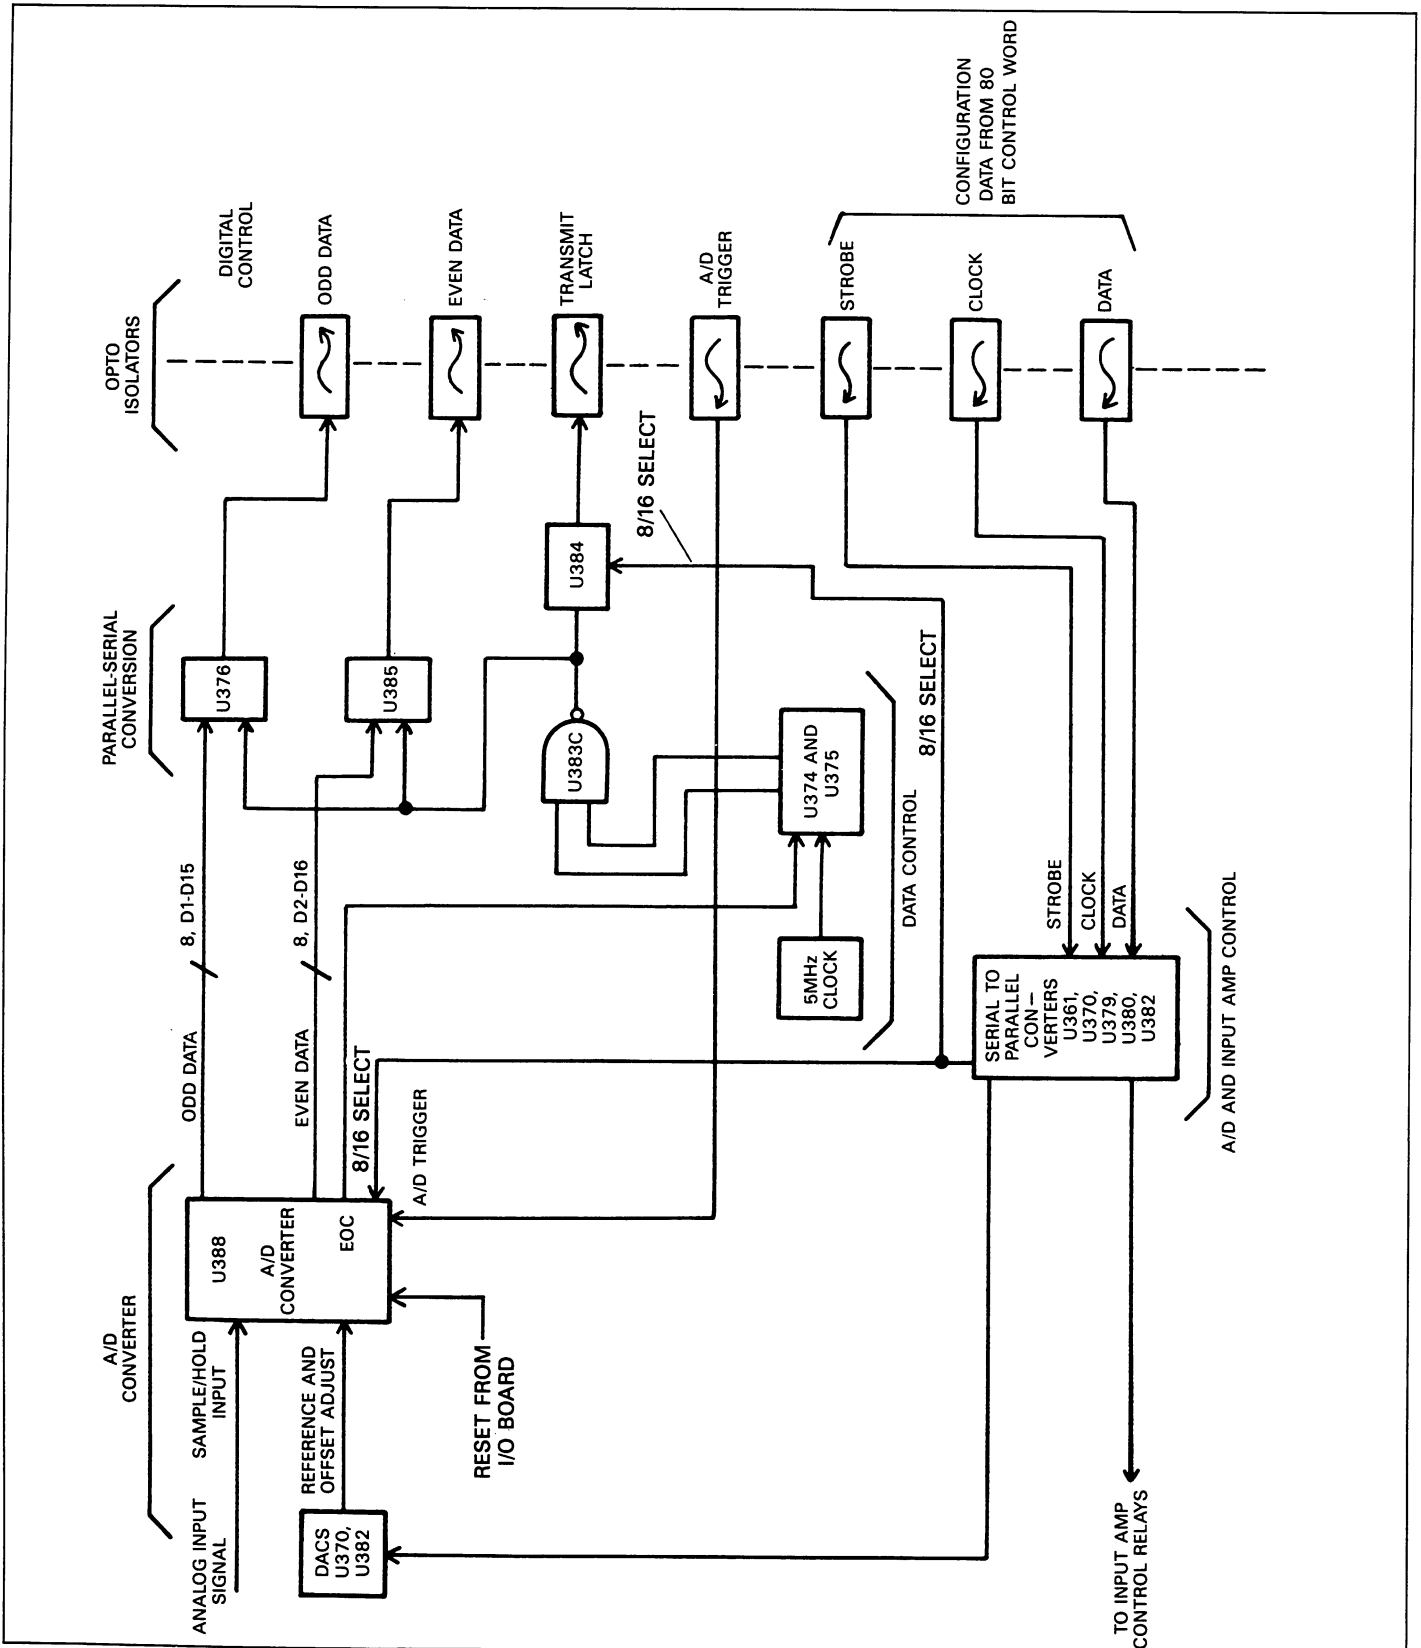 A/D
CONVERTER
PARALLEL-SERIAL
CONVERSION
OPTO
ISOLATORS
DIGITAL
CONTROL
ANALOG INPUT
SIGNAL
SAMPLE/HOLD
INPUT
U388
A/D
CONVERTER
EOC
ODD DATA
8, D1-D15
U376
ODD DATA
DACS
U370,
U382
REFERENCE AND
OFFSET ADJUST
EVEN DATA
8, D2-D16
U385
EVEN DATA
8/16 SELECT
A/D TRIGGER
RESET FROM
I/O BOARD
U383C
U384
TRANSMIT
LATCH
8/16 SELECT
A/D
TRIGGER
5MHz
CLOCK
U374 AND
U375
DATA CONTROL
8/16 SELECT
STROBE
CLOCK
DATA
CONFIGURATION
DATA FROM 80
BIT CONTROL WORD
SERIAL TO
PARALLEL
CON—
VERTERS
U361,
U370,
U379,
U380,
U382
STROBE
CLOCK
DATA
TO INPUT AMP
CONTROL RELAYS
A/D AND INPUT AMP CONTROL